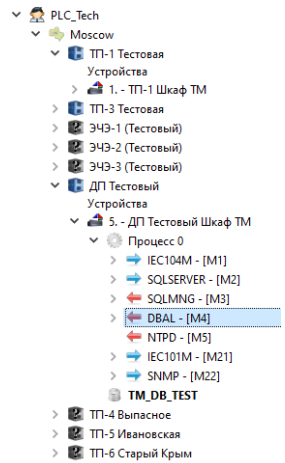 PLC_Tech
Moscow
ТП-1 Тестовая
Устройства
1. - ТП-1 Шкаф ТМ
ТП-3 Тестовая
ЭЧЭ-1 (Тестовый)
ЭЧЭ-2 (Тестовый)
ЭЧЭ-3 (Тестовый)
ДП Тестовый
Устройства
5. - ДП Тестовый Шкаф ТМ
Процесс 0
IEC104M - [M1]
SQLSERVER - [M2]
SQLMNG - [M3]
DBAL - [M4]
NTPD - [M5]
IEC101M - [M21]
SNMP - [M22]
TM_DB_TEST
ТП-4 Выпасное
ТП-5 Ивановская
ТП-6 Старый Крым